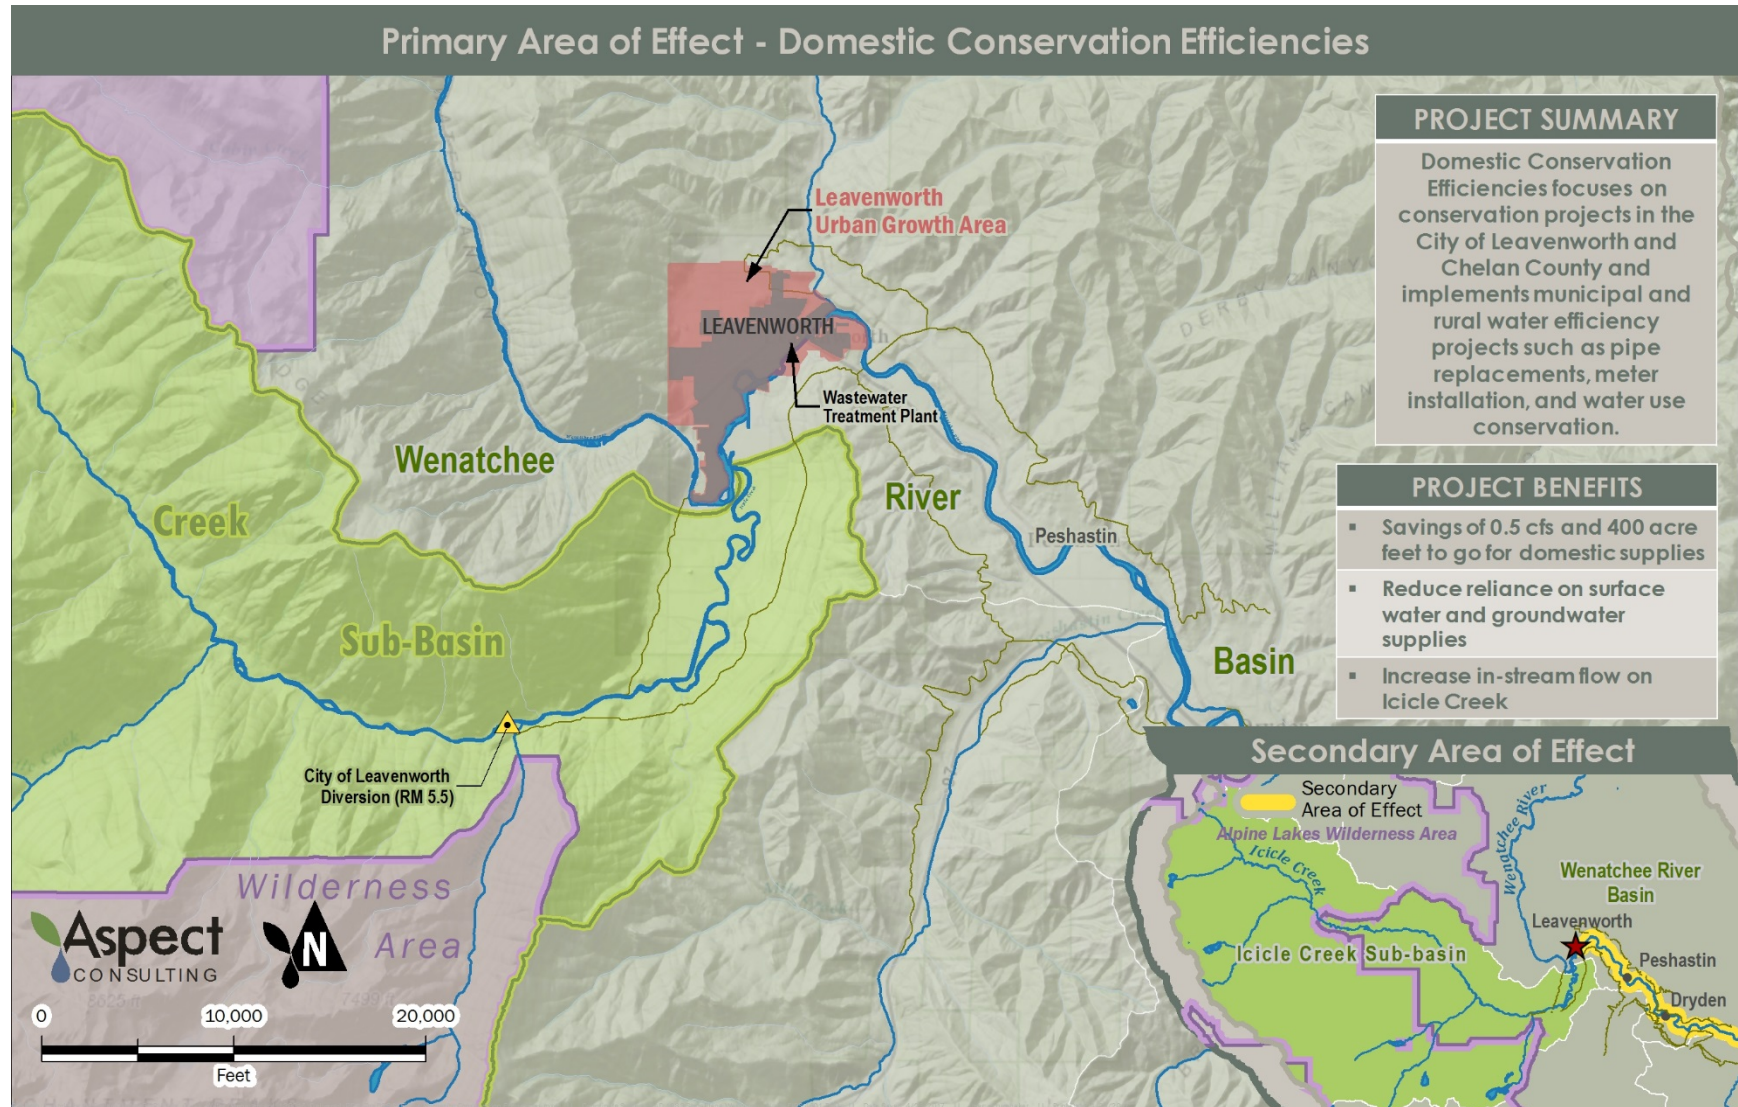 Primary Area of Effect - Domestic Conservation Efficiencies
PROJECT SUMMARY
Domestic Conservation
Efficiencies focuses on
conservation projects in the
City of Leavenworth and
Chelan County and
implements municipal and
rural water efficiency
projects such as pipe
replacements, meter
installation, and water use
conservation.
PROJECT BENEFITS
▪ Savings of 0.5 cfs and 400 acre
feet to go for domestic supplies
▪ Reduce reliance on surface
water and groundwater
supplies
▪ Increase in-stream flow on
Icicle Creek
Leavenworth
Urban Growth Area
LEAVENWORTH
Wastewater
Treatment Plant
DERBY CANYON
Wenatchee
River
Basin
Creek
Sub-Basin
Peshastin
City of Leavenworth
Diversion (RM 5.5)
Wilderness
Area
Aspect
CONSULTING
N
0
10,000
20,000
Feet
7499 ft
Secondary Area of Effect
Secondary
Area of Effect
Alpine Lakes Wilderness Area
Icicle Creek
Wenatchee River
Wenatchee River
Basin
Leavenworth
Icicle Creek Sub-basin
Peshastin
Dryden